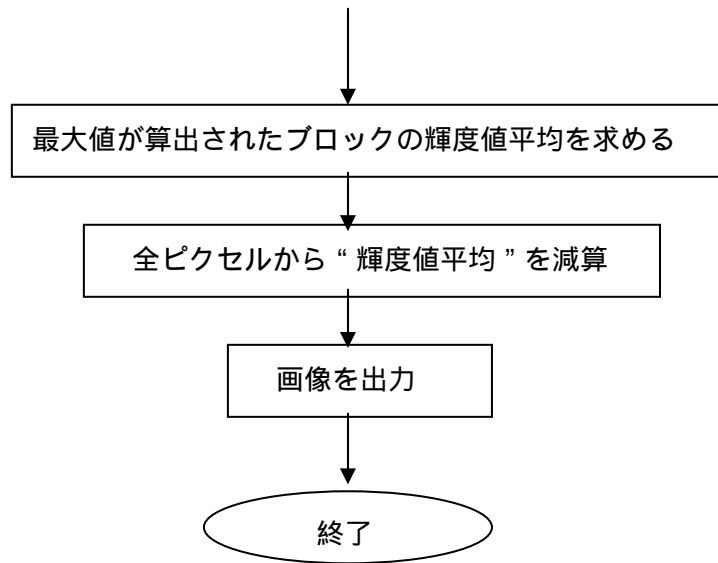 最大値が算出されたブロックの輝度値平均を求める
全ピクセルから“輝度値平均”を減算
画像を出力
終了